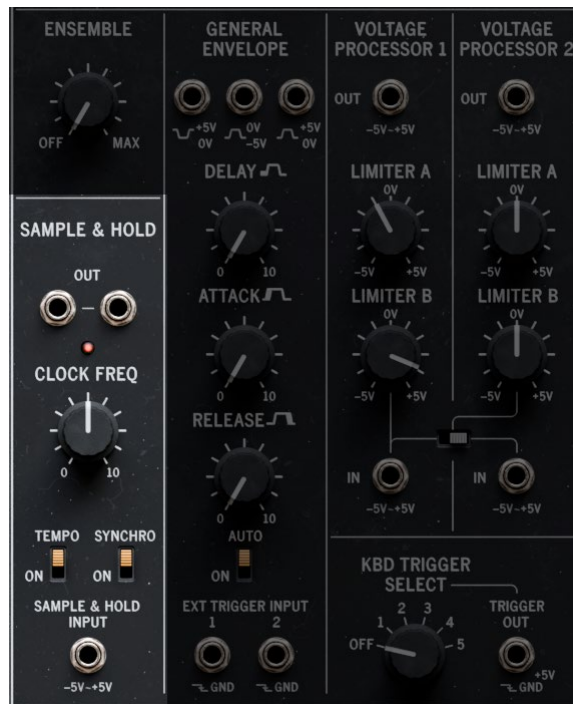 ENSEMBLE
OFF MAX
SAMPLE & HOLD
OUT
CLOCK FREQ
0 10
TEMPO SYNCHRO
ON ON
SAMPLE & HOLD
INPUT
-5V~+5V
GENERAL
ENVELOPE
+5V 0V +5V
0V -5V 0V
DELAY
0 10
ATTACK
0 10
RELEASE
0 10
AUTO
ON
EXT TRIGGER INPUT
1 2
GND GND
VOLTAGE
PROCESSOR 1
OUT
-5V~+5V
LIMITER A
0V
-5V +5V
LIMITER B
0V
-5V +5V
IN
-5V~+5V
VOLTAGE
PROCESSOR 2
OUT
-5V~+5V
LIMITER A
0V
-5V +5V
LIMITER B
0V
-5V +5V
IN
-5V~+5V
KBD TRIGGER
SELECT
OFF 1 2 3 4 5
TRIGGER
OUT
+5V
GND